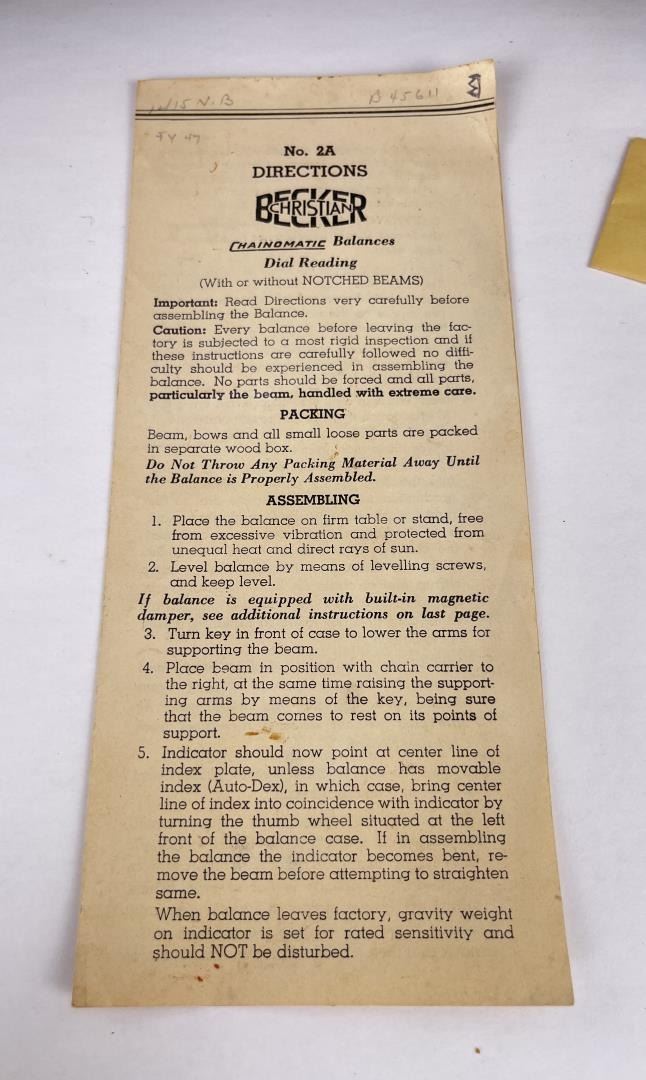 B 45611
No. 2A
DIRECTIONS
BECKER
CHRISTIAN
CHAINOMATIC Balances
Dial Reading
(With or without NOTCHED BEAMS)
Important: Read Directions very carefully before
assembling the Balance.
Caution: Every balance before leaving the fac-
tory is subjected to a most rigid inspection and if
these instructions are carefully followed no diffi-
culty should be experienced in assembling the
balance. No parts should be forced and all parts,
particularly the beam, handled with extreme care.
PACKING
Beam, bows and all small loose parts are packed
in separate wood box.
Do Not Throw Any Packing Material Away Until
the Balance is Properly Assembled.
ASSEMBLING
1. Place the balance on firm table or stand, free
from excessive vibration and protected from
unequal heat and direct rays of sun.
2. Level balance by means of levelling screws,
and keep level.
If balance is equipped with built-in magnetic
damper, see additional instructions on last page.
3. Turn key in front of case to lower the arms for
supporting the beam.
4. Place beam in position with chain carrier to
the right, at the same time raising the support-
ing arms by means of the key, being sure
that the beam comes to rest on its points of
support.
5. Indicator should now point at center line of
index plate, unless balance has movable
index (Auto-Dex), in which case, bring center
line of index into coincidence with indicator by
turning the thumb wheel situated at the left
front of the balance case. If in assembling
the balance the indicator becomes bent, re-
move the beam before attempting to straighten
same.
When balance leaves factory, gravity weight
on indicator is set for rated sensitivity and
should NOT be disturbed.